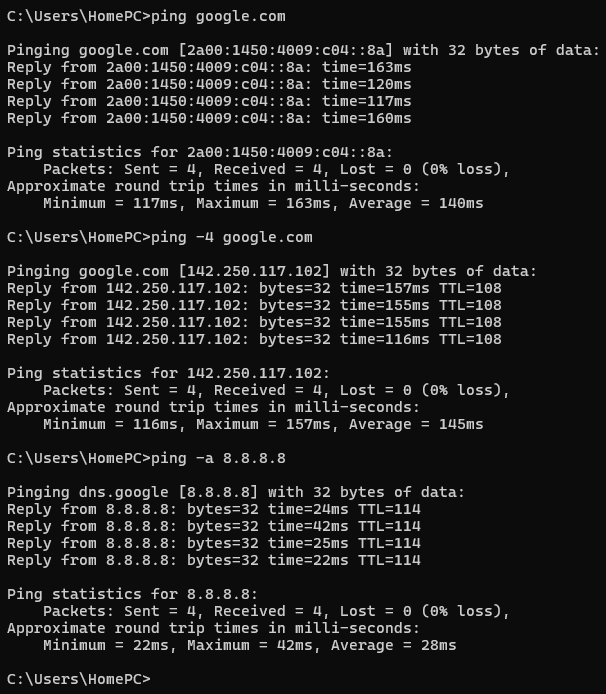 C:\Users\HomePC>ping google.com
Pinging google.com [2a00:1450:4009:c04::8a] with 32 bytes of data:
Reply from 2a00:1450:4009:c04::8a: time=163ms
Reply from 2a00:1450:4009:c04::8a: time=120ms
Reply from 2a00:1450:4009:c04::8a: time=117ms
Reply from 2a00:1450:4009:c04::8a: time=160ms
Ping statistics for 2a00:1450:4009:c04::8a:
    Packets: Sent = 4, Received = 4, Lost = 0 (0% loss),
Approximate round trip times in milli-seconds:
    Minimum = 117ms, Maximum = 163ms, Average = 140ms
C:\Users\HomePC>ping -4 google.com
Pinging google.com [142.250.117.102] with 32 bytes of data:
Reply from 142.250.117.102: bytes=32 time=157ms TTL=108
Reply from 142.250.117.102: bytes=32 time=155ms TTL=108
Reply from 142.250.117.102: bytes=32 time=155ms TTL=108
Reply from 142.250.117.102: bytes=32 time=116ms TTL=108
Ping statistics for 142.250.117.102:
    Packets: Sent = 4, Received = 4, Lost = 0 (0% loss),
Approximate round trip times in milli-seconds:
    Minimum = 116ms, Maximum = 157ms, Average = 145ms
C:\Users\HomePC>ping -a 8.8.8.8
Pinging dns.google [8.8.8.8] with 32 bytes of data:
Reply from 8.8.8.8: bytes=32 time=24ms TTL=114
Reply from 8.8.8.8: bytes=32 time=42ms TTL=114
Reply from 8.8.8.8: bytes=32 time=25ms TTL=114
Reply from 8.8.8.8: bytes=32 time=22ms TTL=114
Ping statistics for 8.8.8.8:
    Packets: Sent = 4, Received = 4, Lost = 0 (0% loss),
Approximate round trip times in milli-seconds:
    Minimum = 22ms, Maximum = 42ms, Average = 28ms
C:\Users\HomePC>